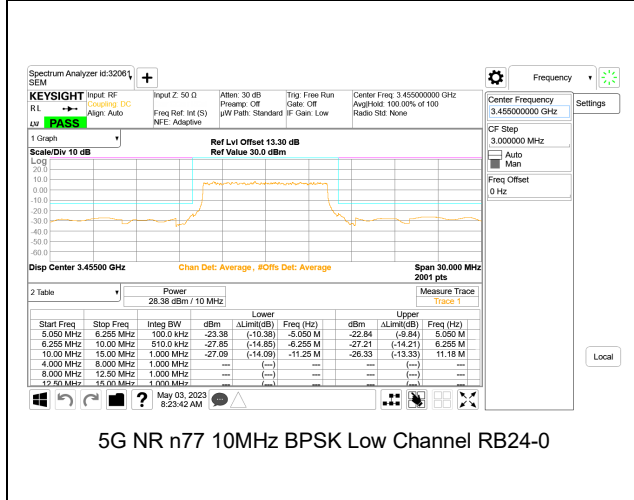 Spectrum Analyzer id:32061
SEM
Frequency
KEYSIGHT
RL
LXI PASS
Input: RF
Coupling: DC
Align: Auto
Input Z: 50 Ω
Freq Ref: Int (S)
NFE: Adaptive
Atten: 30 dB
Preamp: Off
µW Path: Standard
Trig: Free Run
Gate: Off
IF Gain: Low
Center Freq: 3.455000000 GHz
Avg|Hold: 100.00% of 100
Radio Std: None
Center Frequency
3.455000000 GHz
Settings
CF Step
3.000000 MHz
Auto
Man
Freq Offset
0 Hz
Local
1 Graph
Scale/Div 10 dB
Ref Lvl Offset 13.30 dB
Ref Value 30.0 dBm
Log
20.0
10.0
0.00
-10.0
-20.0
-30.0
-40.0
-50.0
-60.0
Disp Center 3.45500 GHz
Chan Det: Average, #Offs Det: Average
Span 30.000 MHz
2001 pts
2 Table
Power
28.38 dBm / 10 MHz
Measure Trace
Trace 1
Lower Upper
Start Freq Stop Freq Integ BW dBm ΔLimit(dB) Freq (Hz) dBm ΔLimit(dB) Freq (Hz)
5.050 MHz 6.255 MHz 100.0 kHz -23.38 (-10.38) -5.050 M -22.84 (-9.84) 5.050 M
6.255 MHz 10.00 MHz 510.0 kHz -27.85 (-14.85) -6.255 M -27.21 (-14.21) 6.255 M
10.00 MHz 15.00 MHz 1.000 MHz -27.09 (-14.09) -11.25 M -26.33 (-13.33) 11.18 M
4.000 MHz 8.000 MHz 1.000 MHz --- (---) --- (---)
8.000 MHz 12.50 MHz 1.000 MHz --- (---) --- (---)
12.50 MHz 15.00 MHz 1.000 MHz --- (---) --- (---)
? May 03, 2023
8:23:42 AM
5G NR n77 10MHz BPSK Low Channel RB24-0